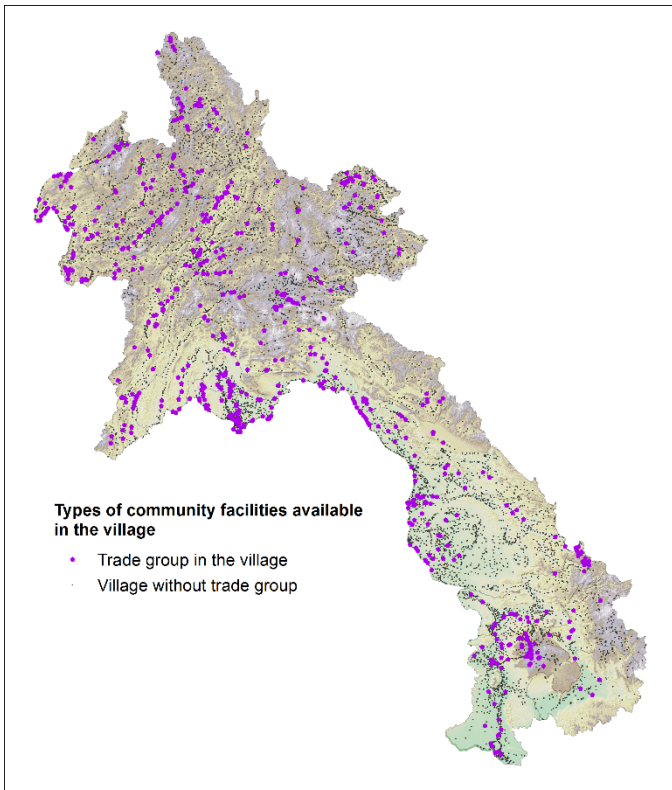 Types of community facilities available
in the village
Trade group in the village
Village without trade group